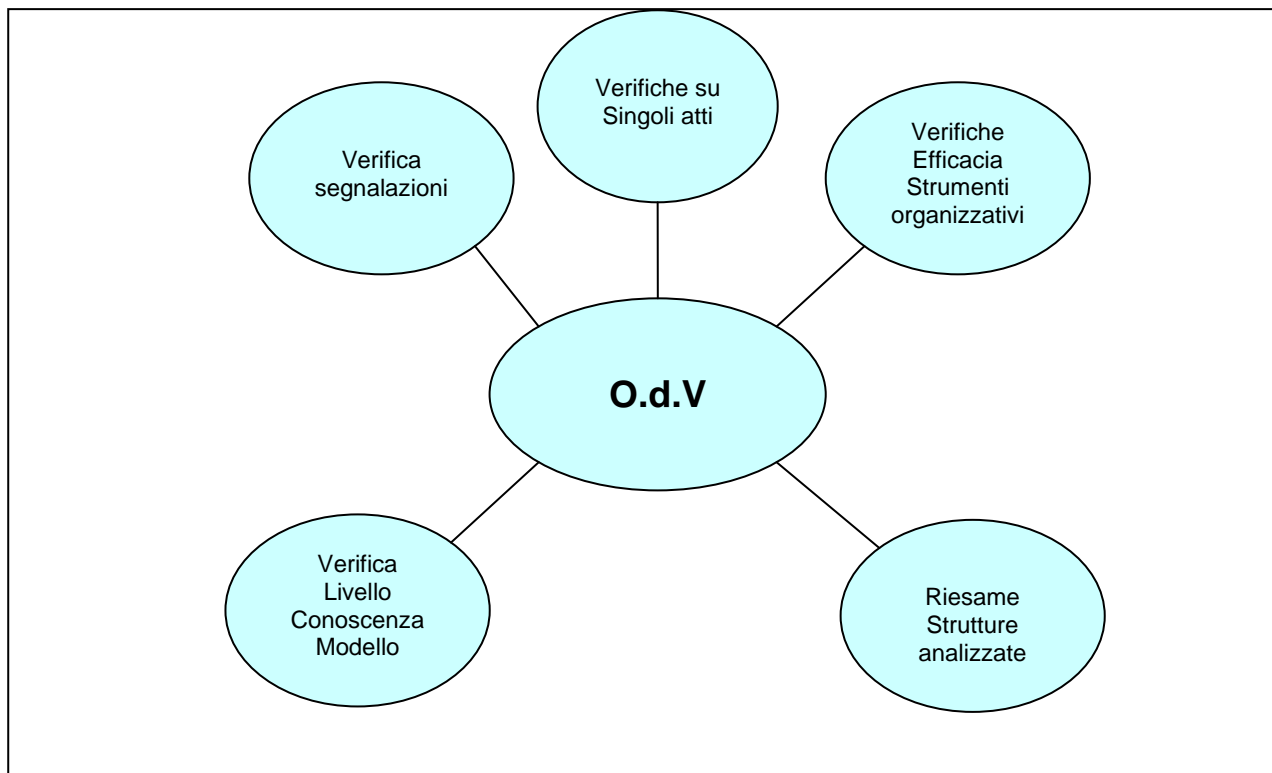 Verifiche su
Singoli atti
Verifica
segnalazioni
Verifiche
Efficacia
Strumenti
organizzativi
O.d.V
Verifica
Livello
Conoscenza
Modello
Riesame
Strutture
analizzate